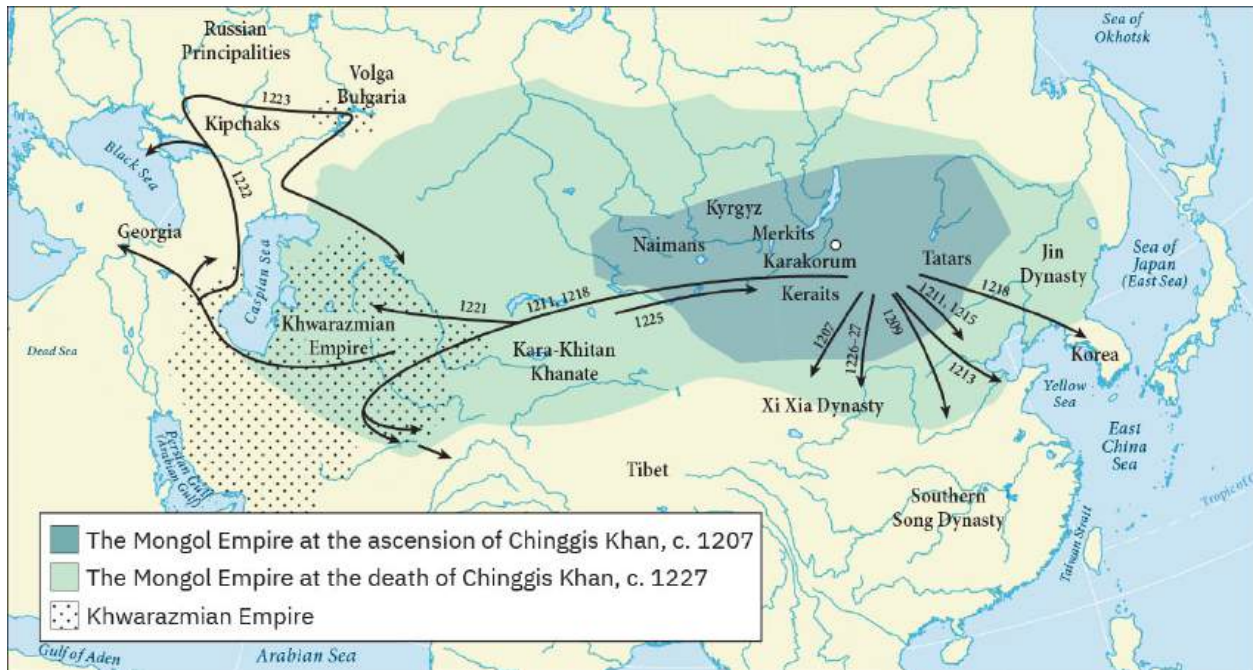 Russian
Principalities
Volga
Bulgaria
Sea of
Okhotsk
1223
Kipchaks
Black Sea
1222
Georgia
Caspian Sea
Kyrgyz
Naimans
Merkits
Karakorum
Tatars
Jin
Dynasty
Sea of
Japan
(East Sea)
Keraits
1211, 1218
1221
1225
1218
1211, 1215
1209
1207
1226–27
1213
Khwarazmian
Empire
Dead Sea
Kara-Khitan
Khanate
Korea
Yellow
Sea
Xi Xia Dynasty
East
China
Sea
Persian Gulf
(Arabian Gulf)
Tibet
Southern
Song Dynasty
Tropic of
Taiwan Strait
The Mongol Empire at the ascension of Chinggis Khan, c. 1207
The Mongol Empire at the death of Chinggis Khan, c. 1227
Khwarazmian Empire
Gulf of Aden
Arabian Sea